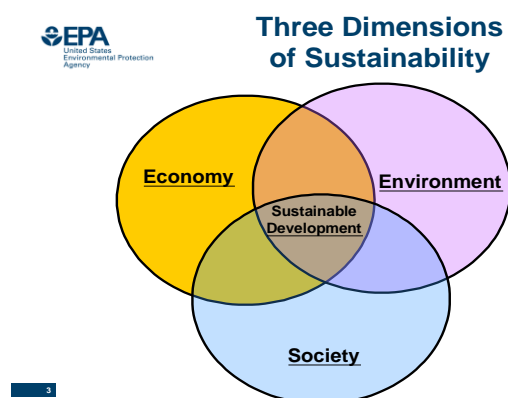 EPA
United States
Environmental Protection
Agency
Three Dimensions
of Sustainability
Economy
Environment
Sustainable
Development
Society
3